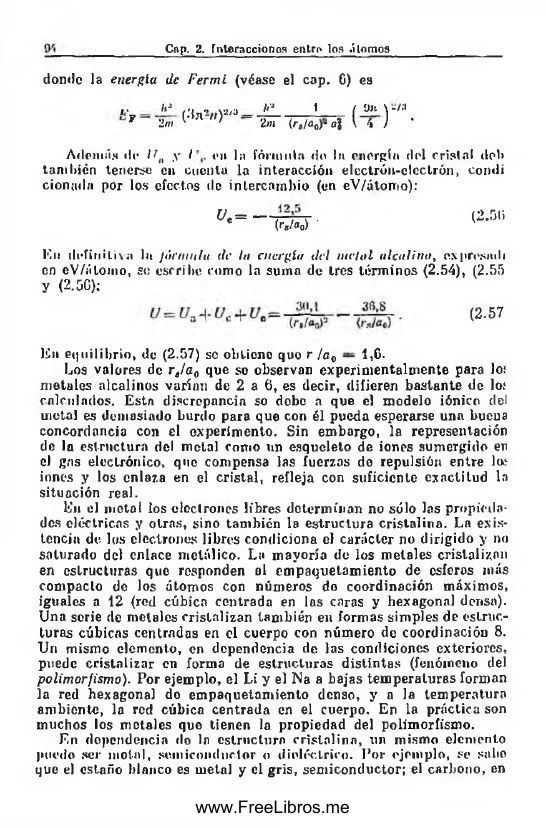 94 Cap. 2. Interacciones entre los átomos
donde la energía de Fermi (véase el cap. 6) es
E_F = ħ²/2m (3π²n)^2/3 = ħ²/2m 1/(r_s/a_0)² a_0² (9π/4)^2/3 .
Además de U_a y U_c en la fórmula de la energía del cristal deb
también tenerse en cuenta la interacción electrón-electrón, condi
cionada por los efectos de intercambio (en eV/átomo):
U_e = — 12,5/(r_s/a_0) . (2.56
En definitiva la fórmula de la energía del metal alcalino, expresada
en eV/átomo, se escribe como la suma de tres términos (2.54), (2.55
y (2.56):
U = U_a + U_c + U_e = 30,1/(r_s/a_0)² — 36,8/(r_s/a_0) . (2.57
En equilibrio, de (2.57) se obtiene quo r /a_0 = 1,6.
Los valores de r_s/a_0 que se observan experimentalmente para los
metales alcalinos varían de 2 a 6, es decir, difieren bastante de los
calculados. Esta discrepancia se debe a que el modelo iónico del
metal es demasiado burdo para que con él pueda esperarse una buena
concordancia con el experimento. Sin embargo, la representación
de la estructura del metal como un esqueleto de iones sumergido en
el gas electrónico, que compensa las fuerzas de repulsión entre los
iones y los enlaza en el cristal, refleja con suficiente exactitud la
situación real.
En el metal los electrones libres determinan no sólo las propieda-
des eléctricas y otras, sino también la estructura cristalina. La exis-
tencia de los electrones libres condiciona el carácter no dirigido y no
saturado del enlace metálico. La mayoría de los metales cristalizan
en estructuras que responden al empaquetamiento de esferas más
compacto de los átomos con números de coordinación máximos,
iguales a 12 (red cúbica centrada en las caras y hexagonal densa).
Una serie de metales cristalizan también en formas simples de estruc-
turas cúbicas centradas en el cuerpo con número de coordinación 8.
Un mismo elemento, en dependencia de las condiciones exteriores,
puede cristalizar en forma de estructuras distintas (fenómeno del
polimorfismo). Por ejemplo, el Li y el Na a bajas temperaturas forman
la red hexagonal de empaquetamiento denso, y a la temperatura
ambiente, la red cúbica centrada en el cuerpo. En la práctica son
muchos los metales que tienen la propiedad del polimorfismo.
En dependencia de la estructura cristalina, un mismo elemento
puede ser metal, semiconductor o dieléctrico. Por ejemplo, se sabe
que el estaño blanco es metal y el gris, semiconductor; el carbono, en
www.FreeLibros.me